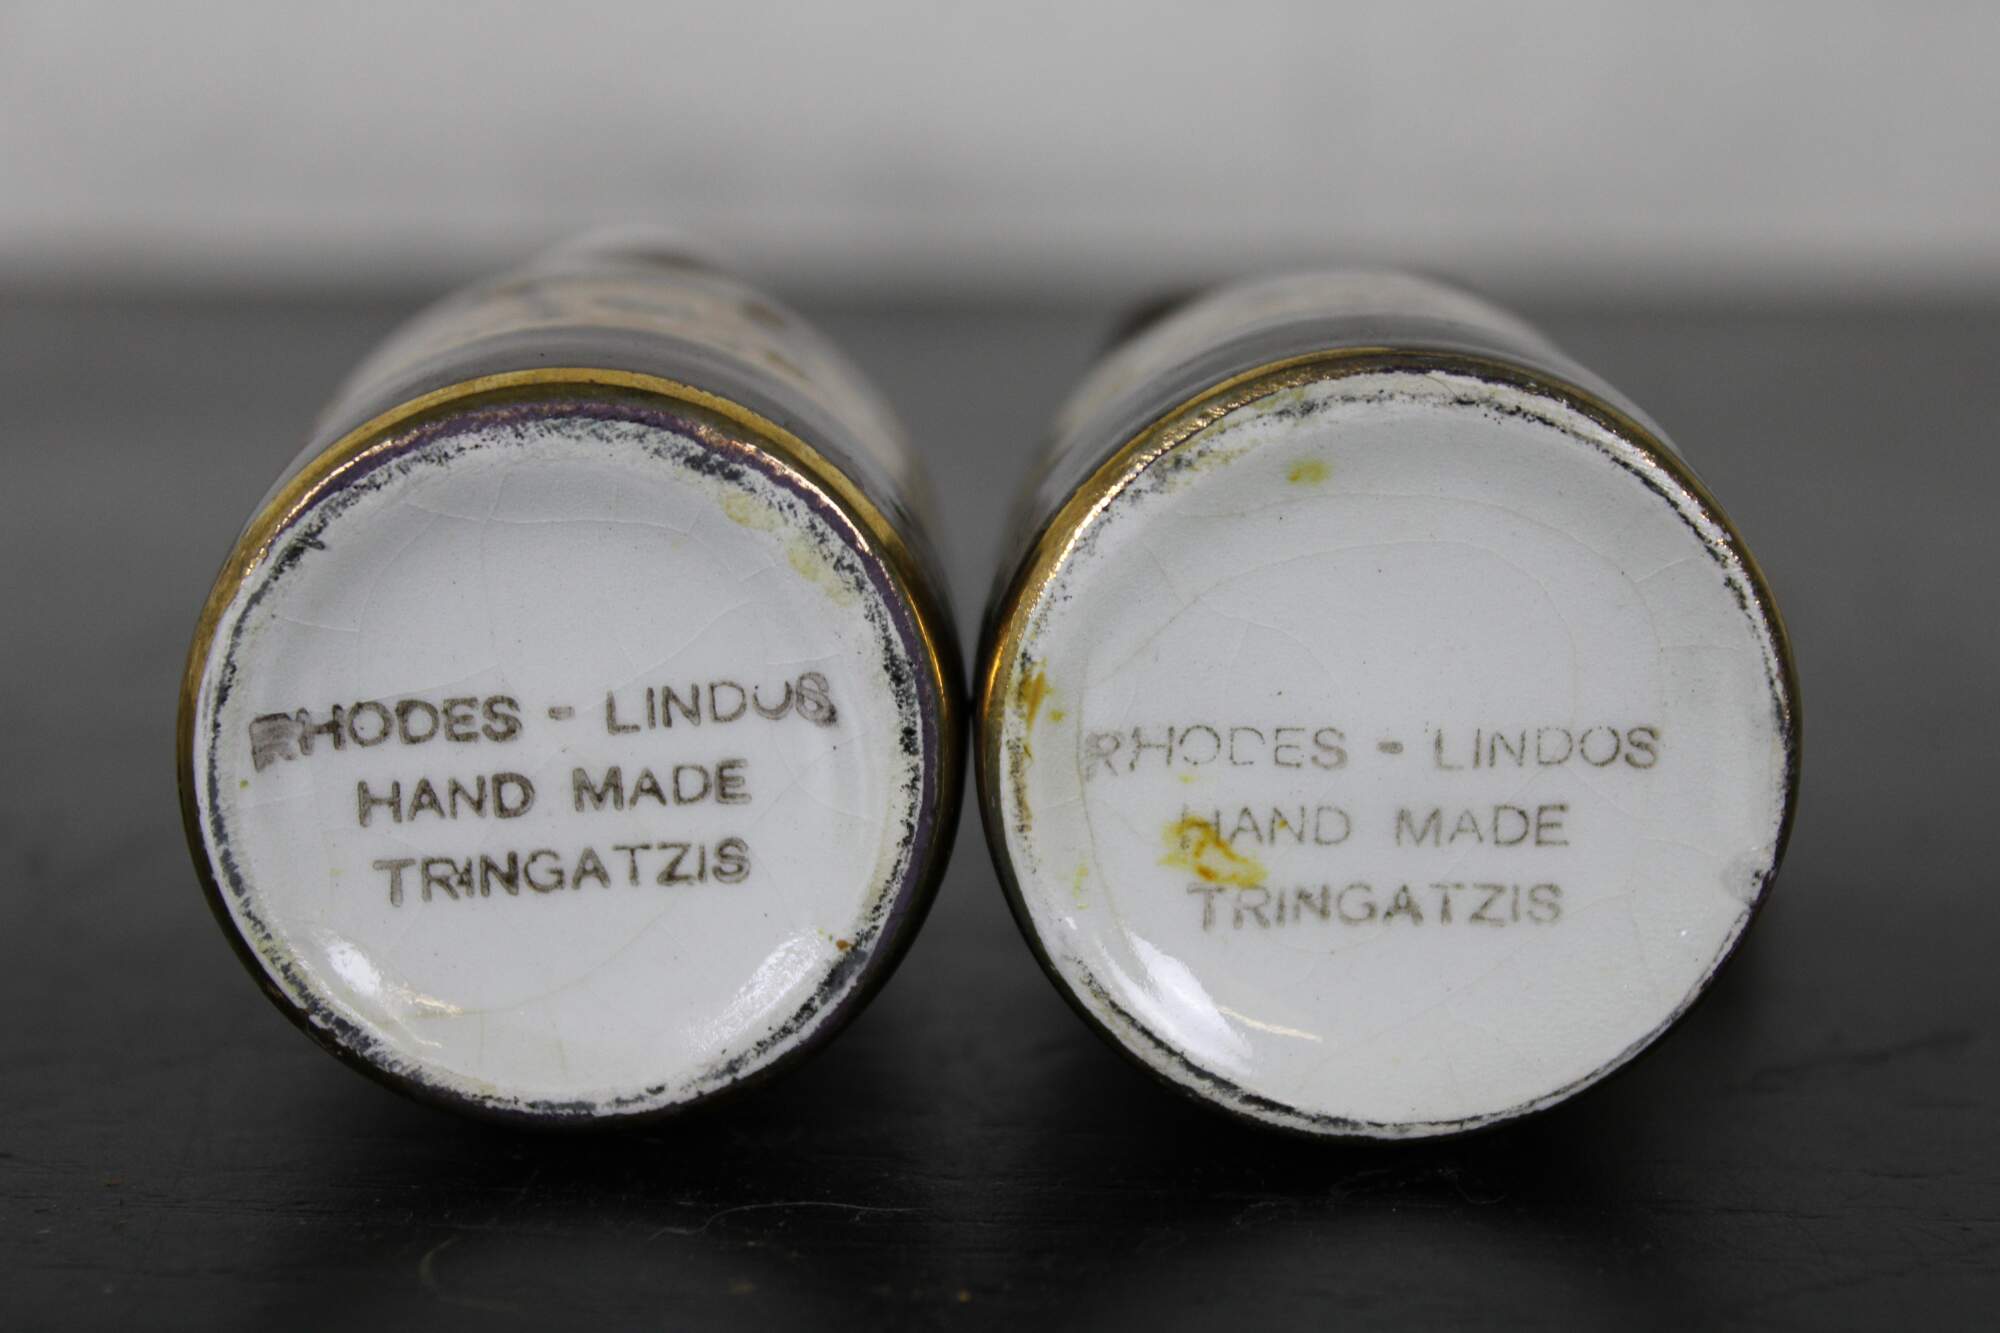 RHODES - LINDOS
HAND MADE
TRINGATZIS
RHODES - LINDOS
HAND MADE
TRINGATZIS